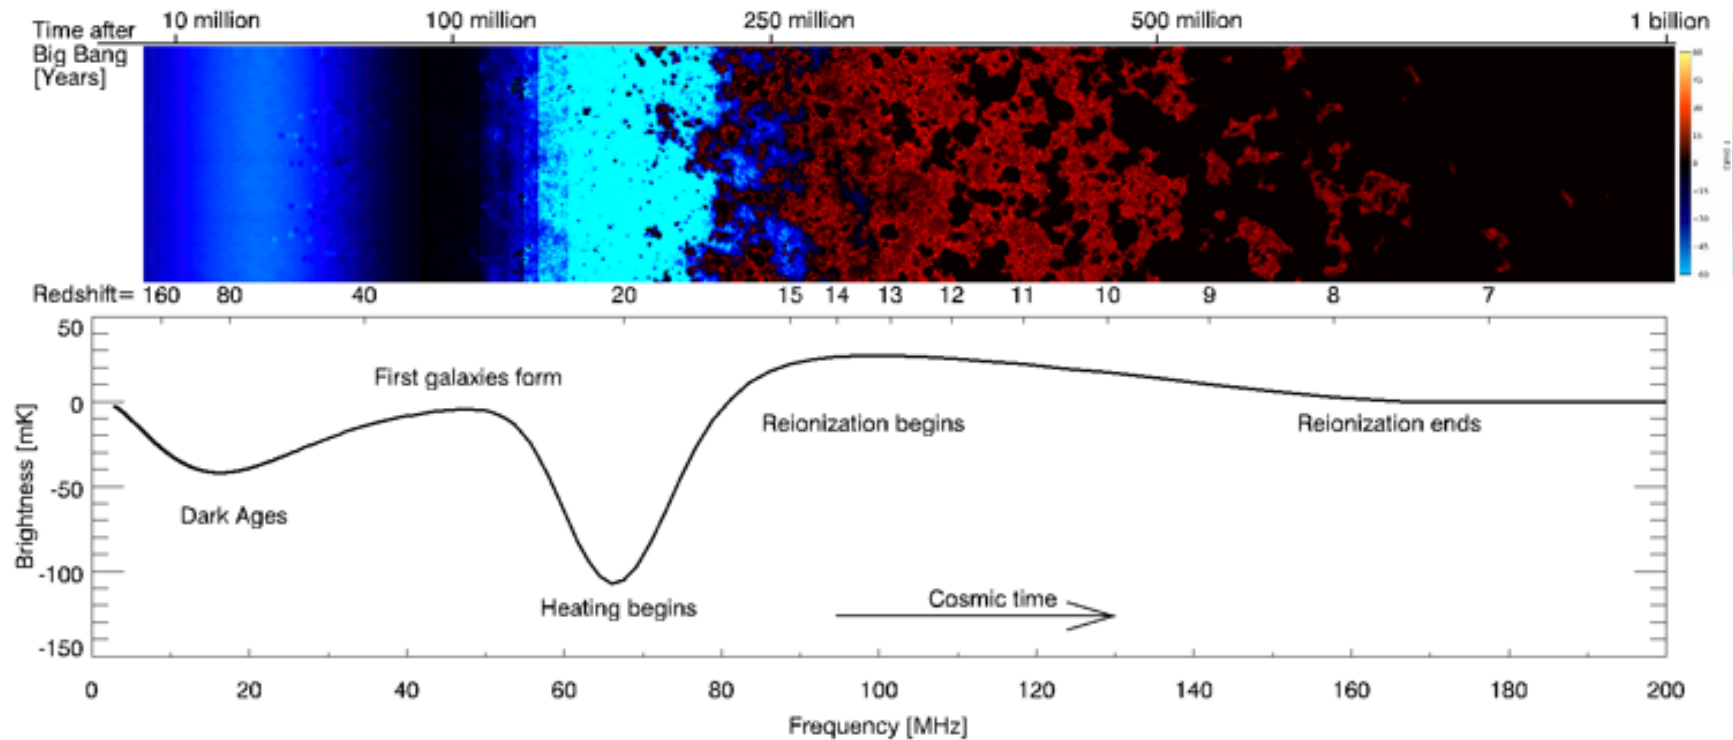 10 million 100 million 250 million 500 million 1 billion
Time after
Big Bang
[Years]
Redshift= 160 80 40 20 15 14 13 12 11 10 9 8 7
50
0
-50
-100
-150
Brightness [mK]
First galaxies form
Dark Ages
Heating begins
Reionization begins
Reionization ends
Cosmic time
0 20 40 60 80 100 120 140 160 180 200
Frequency [MHz]